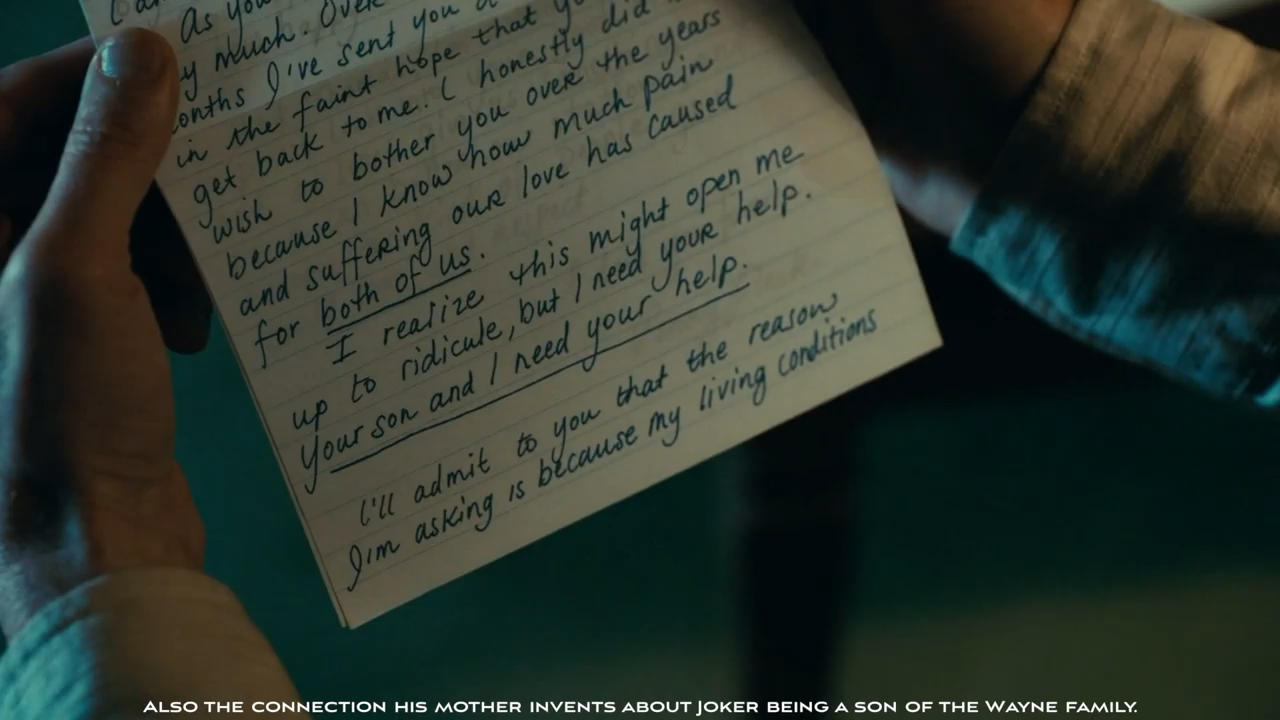 As you
much. Over
months I've sent you a
in the faint hope that
get back to me. I honestly did
wish to bother you over the years
because I know how much pain
and suffering our love has caused
for both of us.
I realize this might open me
up to ridicule, but I need your help.
Your son and I need your help.
I'll admit to you that the reason
I'm asking is because my living conditions
ALSO THE CONNECTION HIS MOTHER INVENTS ABOUT JOKER BEING A SON OF THE WAYNE FAMILY.